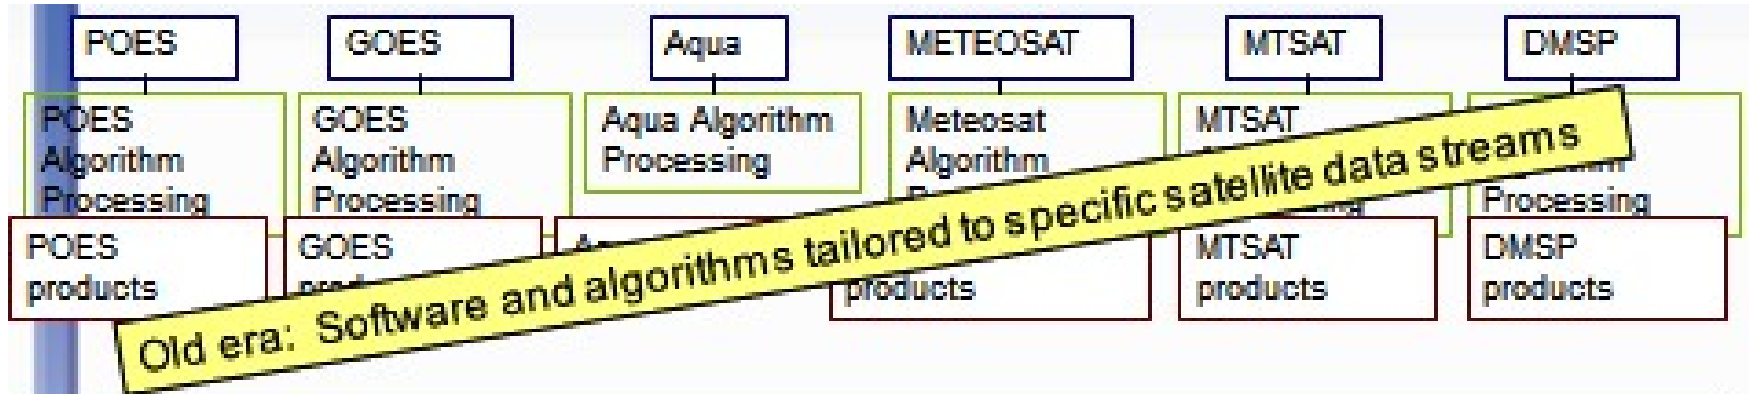 POES
GOES
Aqua
METEOSAT
MTSAT
DMSP
POES
Algorithm
Processing
GOES
Algorithm
Processing
Aqua Algorithm
Processing
Meteosat
Algorithm
MTSAT
Processing
POES
products
GOES
products
MTSAT
products
DMSP
products
Old era: Software and algorithms tailored to specific satellite data streams